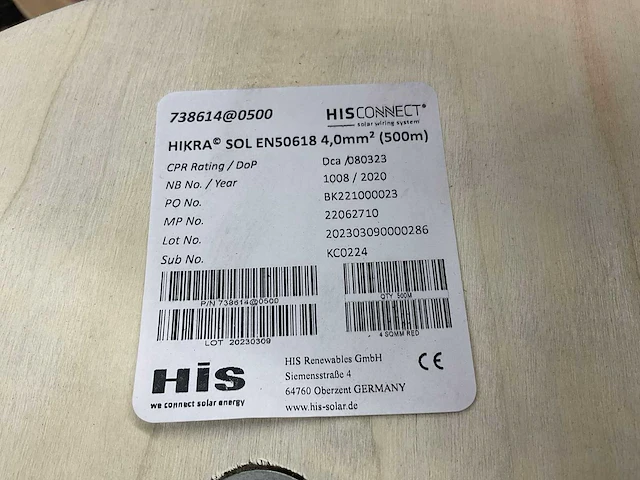 738614@0500
HISCONNECT®
solar wiring system
HIKRA© SOL EN50618 4,0mm² (500m)
CPR Rating / DoP Dca /080323
NB No. / Year 1008 / 2020
PO No. BK221000023
MP No. 22062710
Lot No. 202303090000286
Sub No. KC0224
P/N 738614@0500
QTY 500M
LOT 20230309
4 SQMM RED
HIS
we connect solar energy
HIS Renewables GmbH
Siemensstraße 4
64760 Oberzent GERMANY
www.his-solar.de
CE